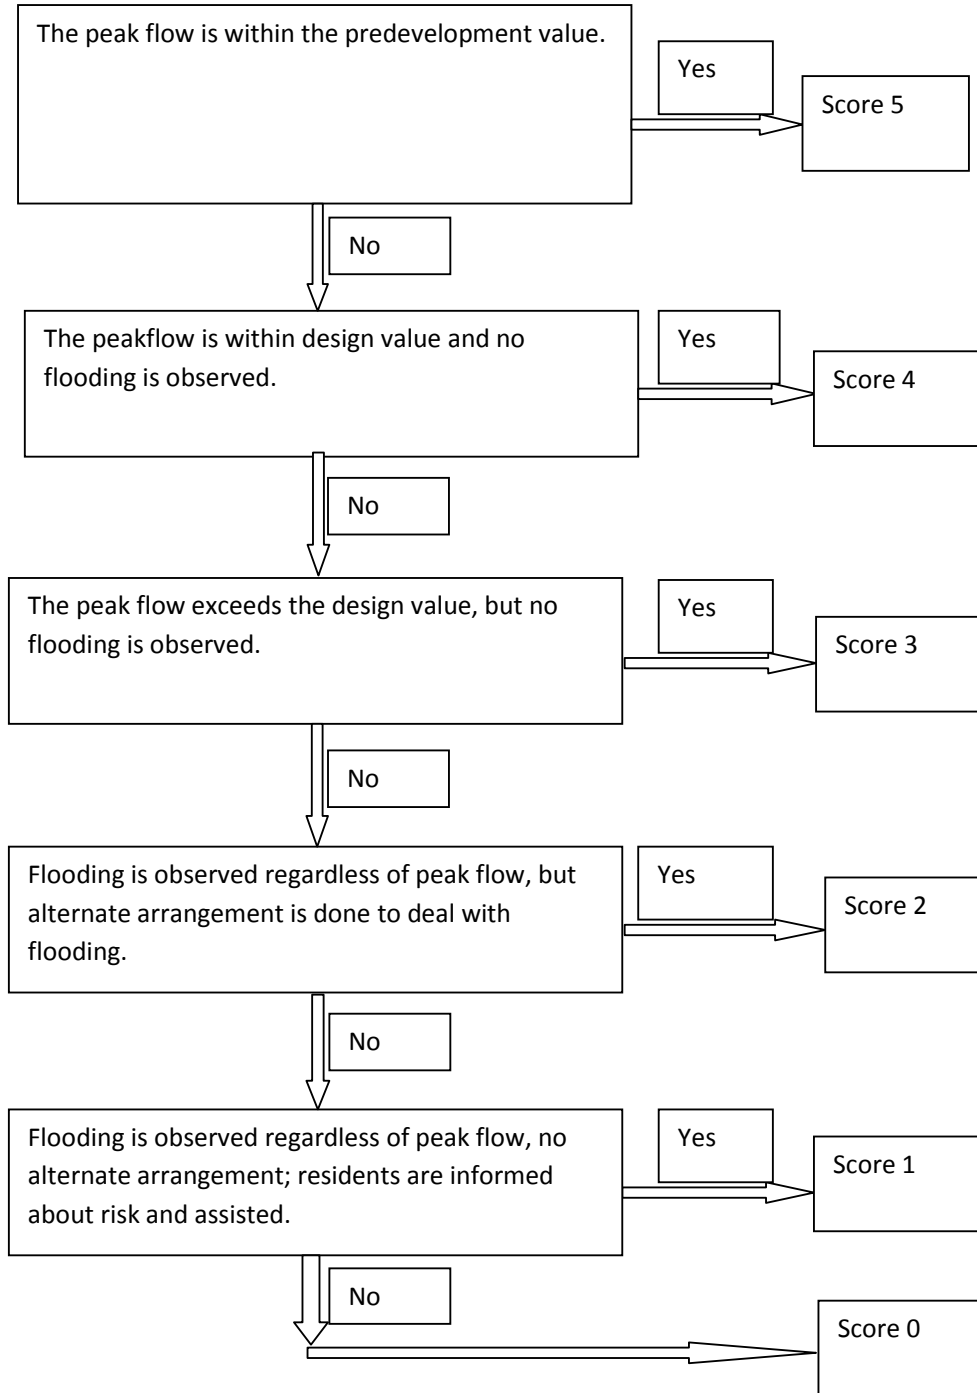 The peak flow is within the predevelopment value.
Yes
Score 5
No
The peakflow is within design value and no
flooding is observed.
Yes
Score 4
No
The peak flow exceeds the design value, but no
flooding is observed.
Yes
Score 3
No
Flooding is observed regardless of peak flow, but
alternate arrangement is done to deal with
flooding.
Yes
Score 2
No
Flooding is observed regardless of peak flow, no
alternate arrangement; residents are informed
about risk and assisted.
Yes
Score 1
No
Score 0